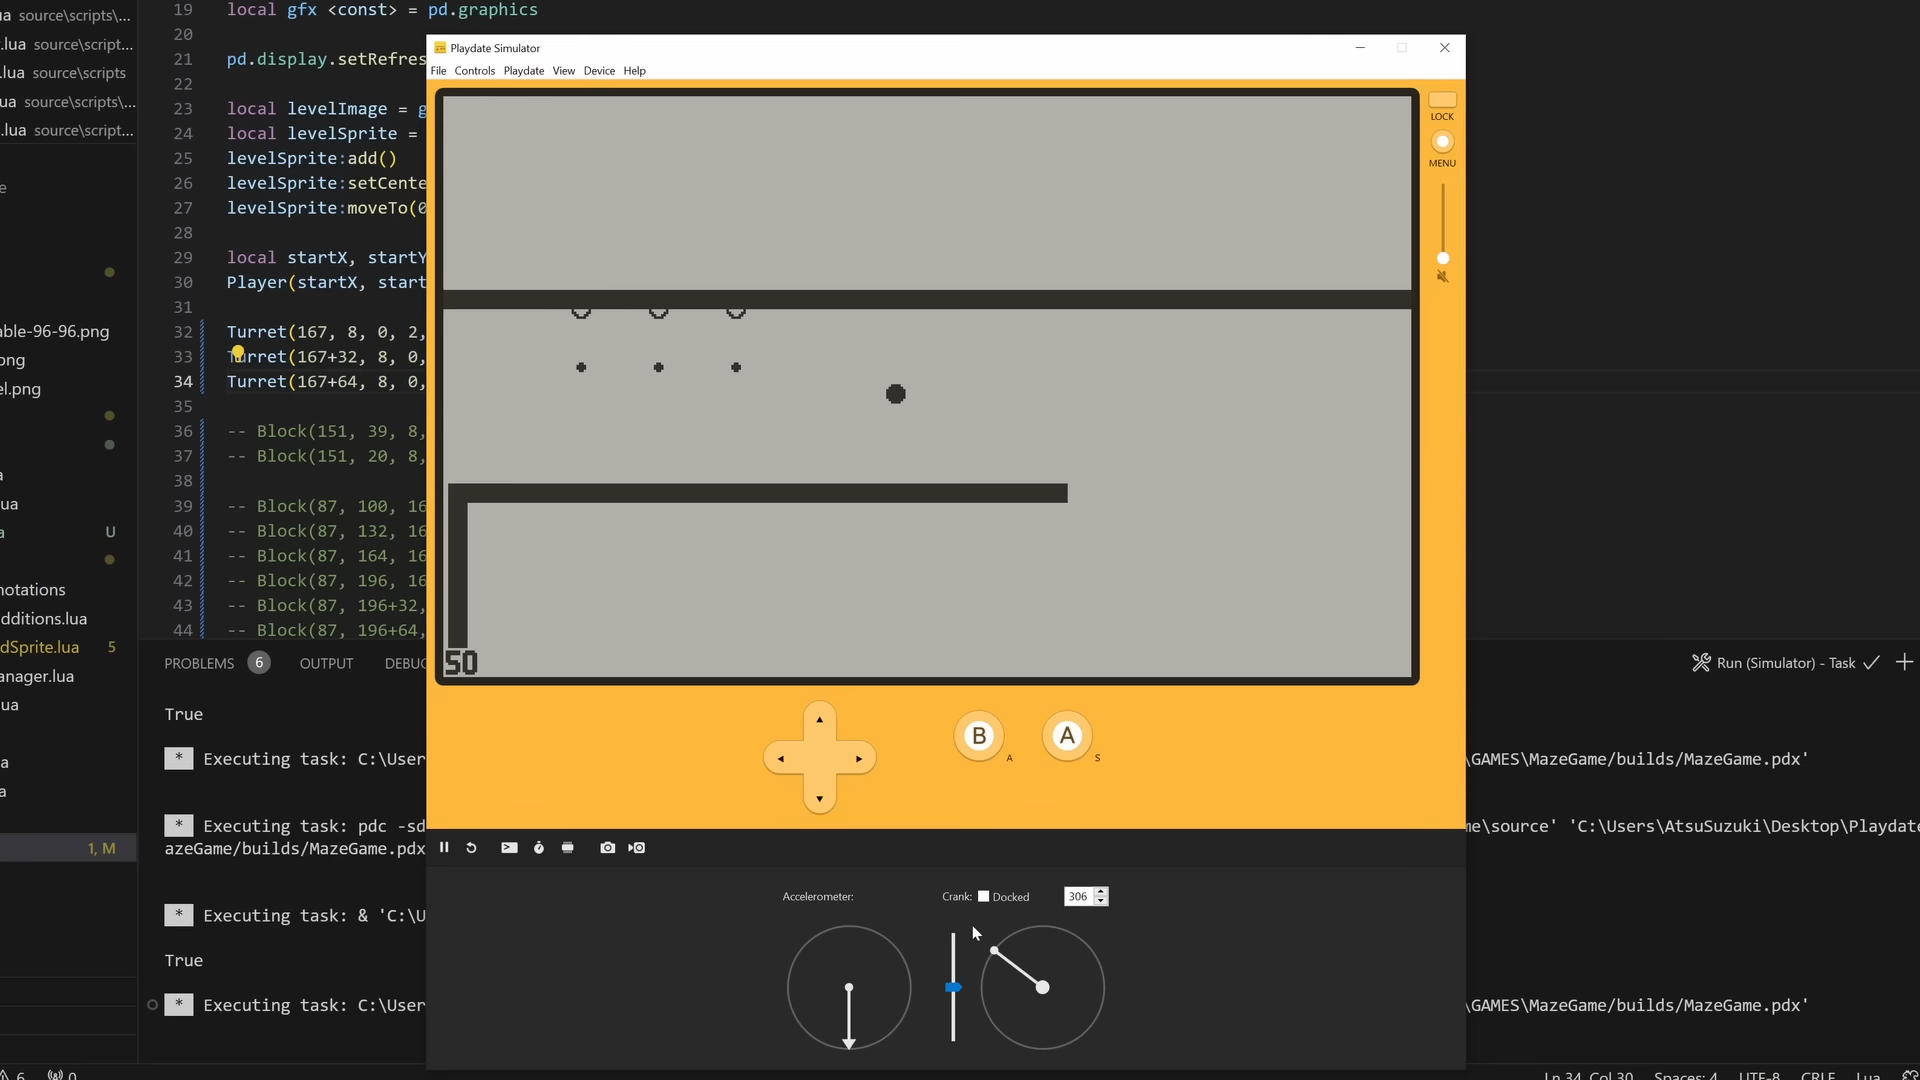 ua source\scripts\...
.lua source\script...
.lua source\scripts
ua source\scripts\...
.lua source\script...
e
able-96-96.png
png
el.png
a
ua
a U
notations
dditions.lua
dSprite.lua 5
anager.lua
ua
a
a
1, M
6 0
19 local gfx <const> = pd.graphics
20
21 pd.display.setRefres
22
23 local levelImage = g
24 local levelSprite =
25 levelSprite:add()
26 levelSprite:setCente
27 levelSprite:moveTo(0
28
29 local startX, startY
30 Player(startX, start
31
32 Turret(167, 8, 0, 2,
33 Turret(167+32, 8, 0,
34 Turret(167+64, 8, 0,
35
36 -- Block(151, 39, 8,
37 -- Block(151, 20, 8,
38
39 -- Block(87, 100, 16
40 -- Block(87, 132, 16
41 -- Block(87, 164, 16
42 -- Block(87, 196, 16
43 -- Block(87, 196+32,
44 -- Block(87, 196+64,
Playdate Simulator
File Controls Playdate View Device Help
LOCK
MENU
50
B A
A S
Accelerometer:
Crank: Docked 306
PROBLEMS 6 OUTPUT DEBUG
Run (Simulator) - Task
True
* Executing task: C:\User
\GAMES\MazeGame/builds/MazeGame.pdx'
* Executing task: pdc -sd
me\source' 'C:\Users\AtsuSuzuki\Desktop\Playdate
azeGame/builds/MazeGame.pdx
* Executing task: & 'C:\U
True
* Executing task: C:\User
\GAMES\MazeGame/builds/MazeGame.pdx'
Ln 34, Col 30 Spaces: 4 UTF-8 CRLF Lua